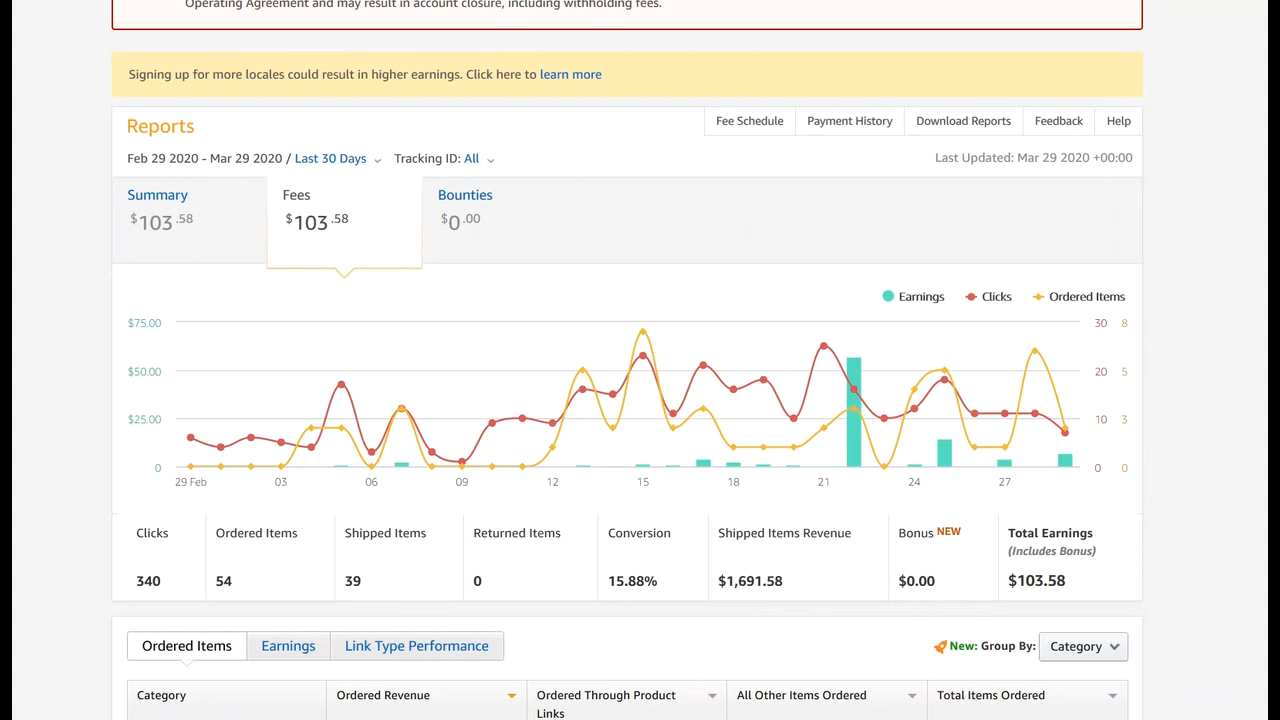 Operating Agreement and may result in account closure, including withholding fees.
Signing up for more locales could result in higher earnings. Click here to learn more
Reports
Fee Schedule Payment History Download Reports Feedback Help
Feb 29 2020 - Mar 29 2020 / Last 30 Days Tracking ID: All Last Updated: Mar 29 2020 +00:00
Summary Fees Bounties
$103.58 $103.58 $0.00
Earnings Clicks Ordered Items
$75.00 30 8
$50.00 20 5
$25.00 10 3
0 0 0
29 Feb 03 06 09 12 15 18 21 24 27
Clicks Ordered Items Shipped Items Returned Items Conversion Shipped Items Revenue Bonus NEW Total Earnings
(Includes Bonus)
340 54 39 0 15.88% $1,691.58 $0.00 $103.58
Ordered Items Earnings Link Type Performance New: Group By: Category
Category Ordered Revenue Ordered Through Product All Other Items Ordered Total Items Ordered
Links